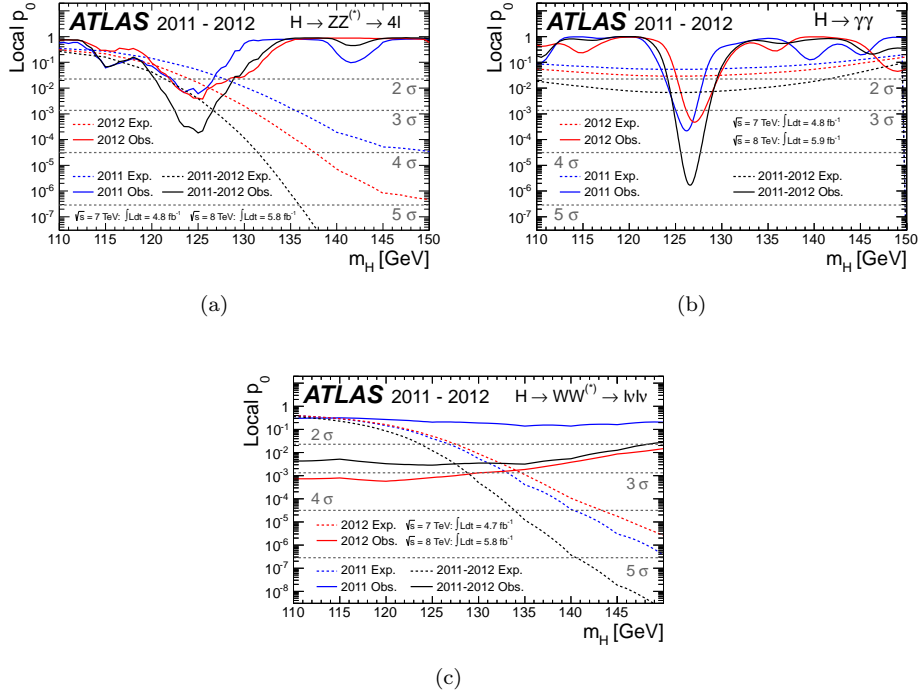 ATLAS 2011 - 2012 H → ZZ(*) → 4l
Local p0
1
10-1
10-2
10-3
10-4
10-5
10-6
10-7
2 σ
3 σ
4 σ
5 σ
2012 Exp.
2012 Obs.
2011 Exp. 2011-2012 Exp.
2011 Obs. 2011-2012 Obs.
√s = 7 TeV: ∫Ldt = 4.8 fb-1 √s = 8 TeV: ∫Ldt = 5.8 fb-1
110 115 120 125 130 135 140 145 150
mH [GeV]
(a)
ATLAS 2011 - 2012 H → γγ
Local p0
1
10-1
10-2
10-3
10-4
10-5
10-6
10-7
2 σ
3 σ
4 σ
5 σ
2012 Exp. √s = 7 TeV: ∫Ldt = 4.8 fb-1
2012 Obs. √s = 8 TeV: ∫Ldt = 5.9 fb-1
2011 Exp. 2011-2012 Exp.
2011 Obs. 2011-2012 Obs.
110 115 120 125 130 135 140 145 150
mH [GeV]
(b)
ATLAS 2011 - 2012 H → WW(*) → lνlν
Local p0
1
10-1
10-2
10-3
10-4
10-5
10-6
10-7
10-8
2 σ
3 σ
4 σ
5 σ
2012 Exp. √s = 7 TeV: ∫Ldt = 4.7 fb-1
2012 Obs. √s = 8 TeV: ∫Ldt = 5.8 fb-1
2011 Exp. 2011-2012 Exp.
2011 Obs. 2011-2012 Obs.
110 115 120 125 130 135 140 145
mH [GeV]
(c)